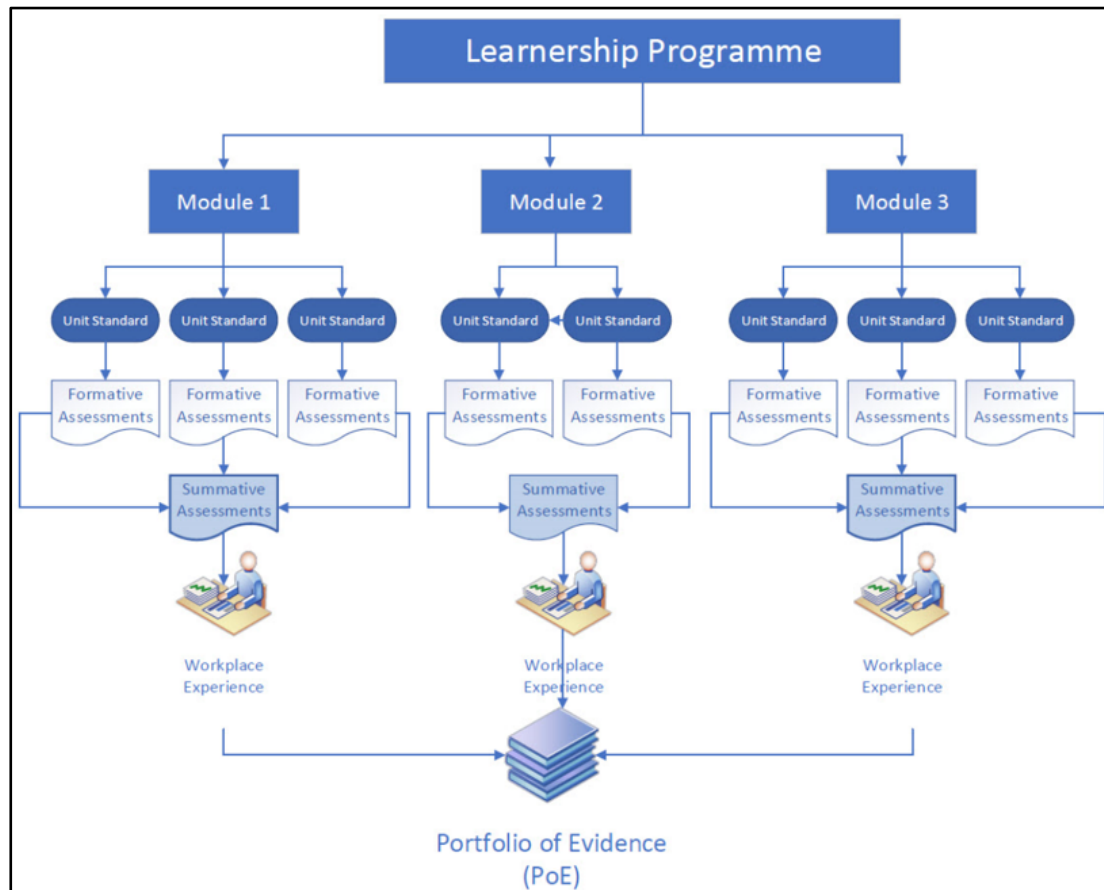 Learnership Programme
Module 1
Module 2
Module 3
Unit Standard
Unit Standard
Unit Standard
Unit Standard
Unit Standard
Unit Standard
Unit Standard
Unit Standard
Formative
Assessments
Formative
Assessments
Formative
Assessments
Formative
Assessments
Formative
Assessments
Formative
Assessments
Formative
Assessments
Formative
Assessments
Summative
Assessments
Summative
Assessments
Summative
Assessments
Workplace
Experience
Workplace
Experience
Workplace
Experience
Portfolio of Evidence
(PoE)